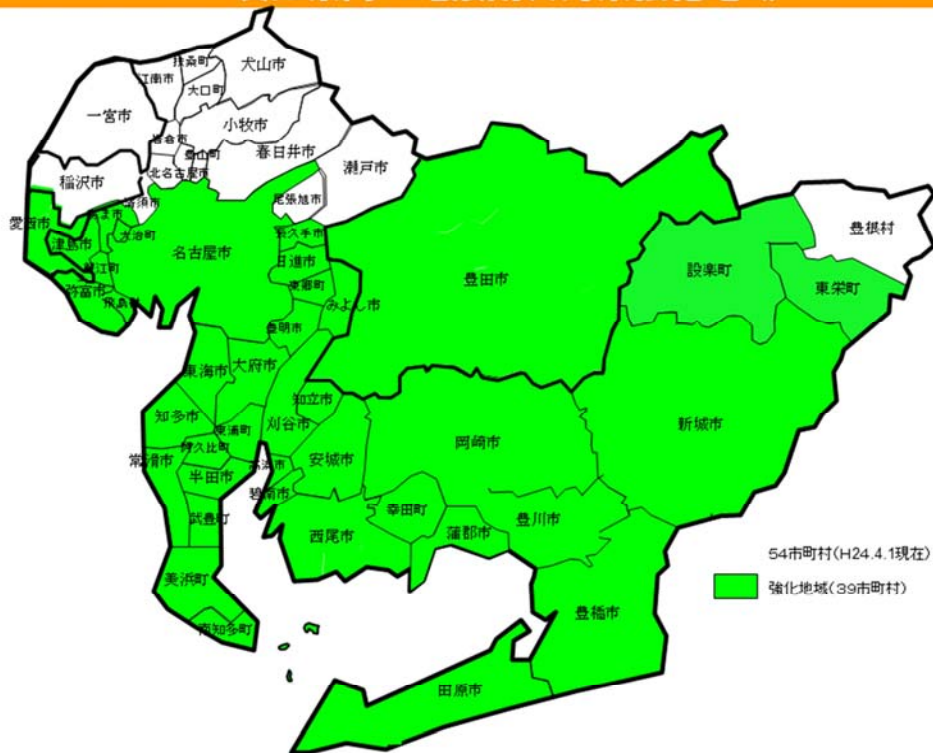 扶桑町
犬山市
江南市
大口町
一宮市
小牧市
岩倉市
豊山町
春日井市
瀬戸市
北名古屋市
稲沢市
尾張旭市
清須市
豊根村
愛西市
あま市
津島市
大治町
名古屋市
長久手市
日進市
豊田市
設楽町
東栄町
蟹江町
弥富市
飛島村
東郷町
みよし市
豊明市
東海市
大府市
知立市
知多市
東浦町
刈谷市
岡崎市
新城市
阿久比町
常滑市
高浜市
安城市
半田市
碧南市
武豊町
西尾市
幸田町
蒲郡市
豊川市
美浜町
南知多町
豊橋市
田原市
54市町村(H24.4.1現在)
強化地域(39市町村)